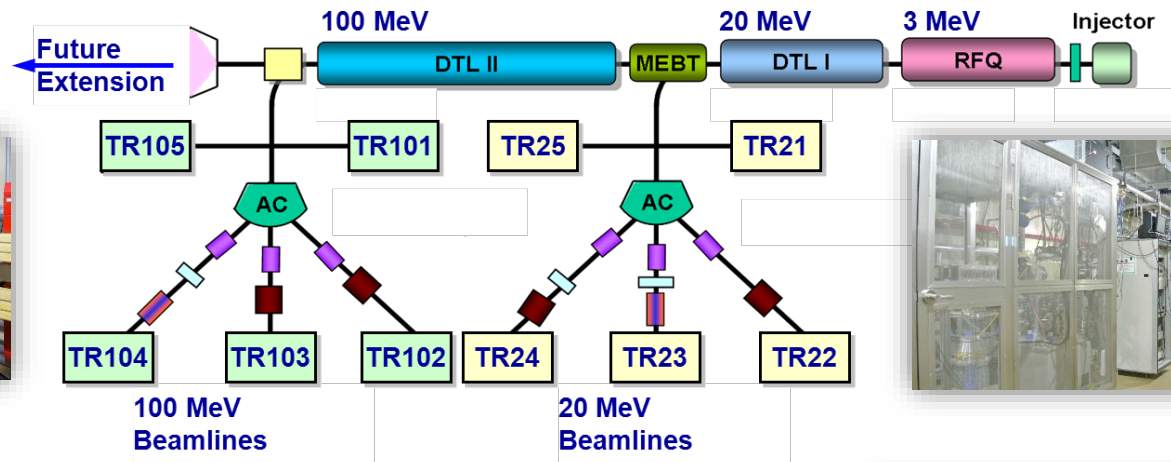 100 MeV
20 MeV
3 MeV
Injector
Future
Extension
DTL II
MEBT
DTL I
RFQ
TR105
TR101
TR25
TR21
AC
AC
TR104
TR103
TR102
TR24
TR23
TR22
100 MeV
Beamlines
20 MeV
Beamlines